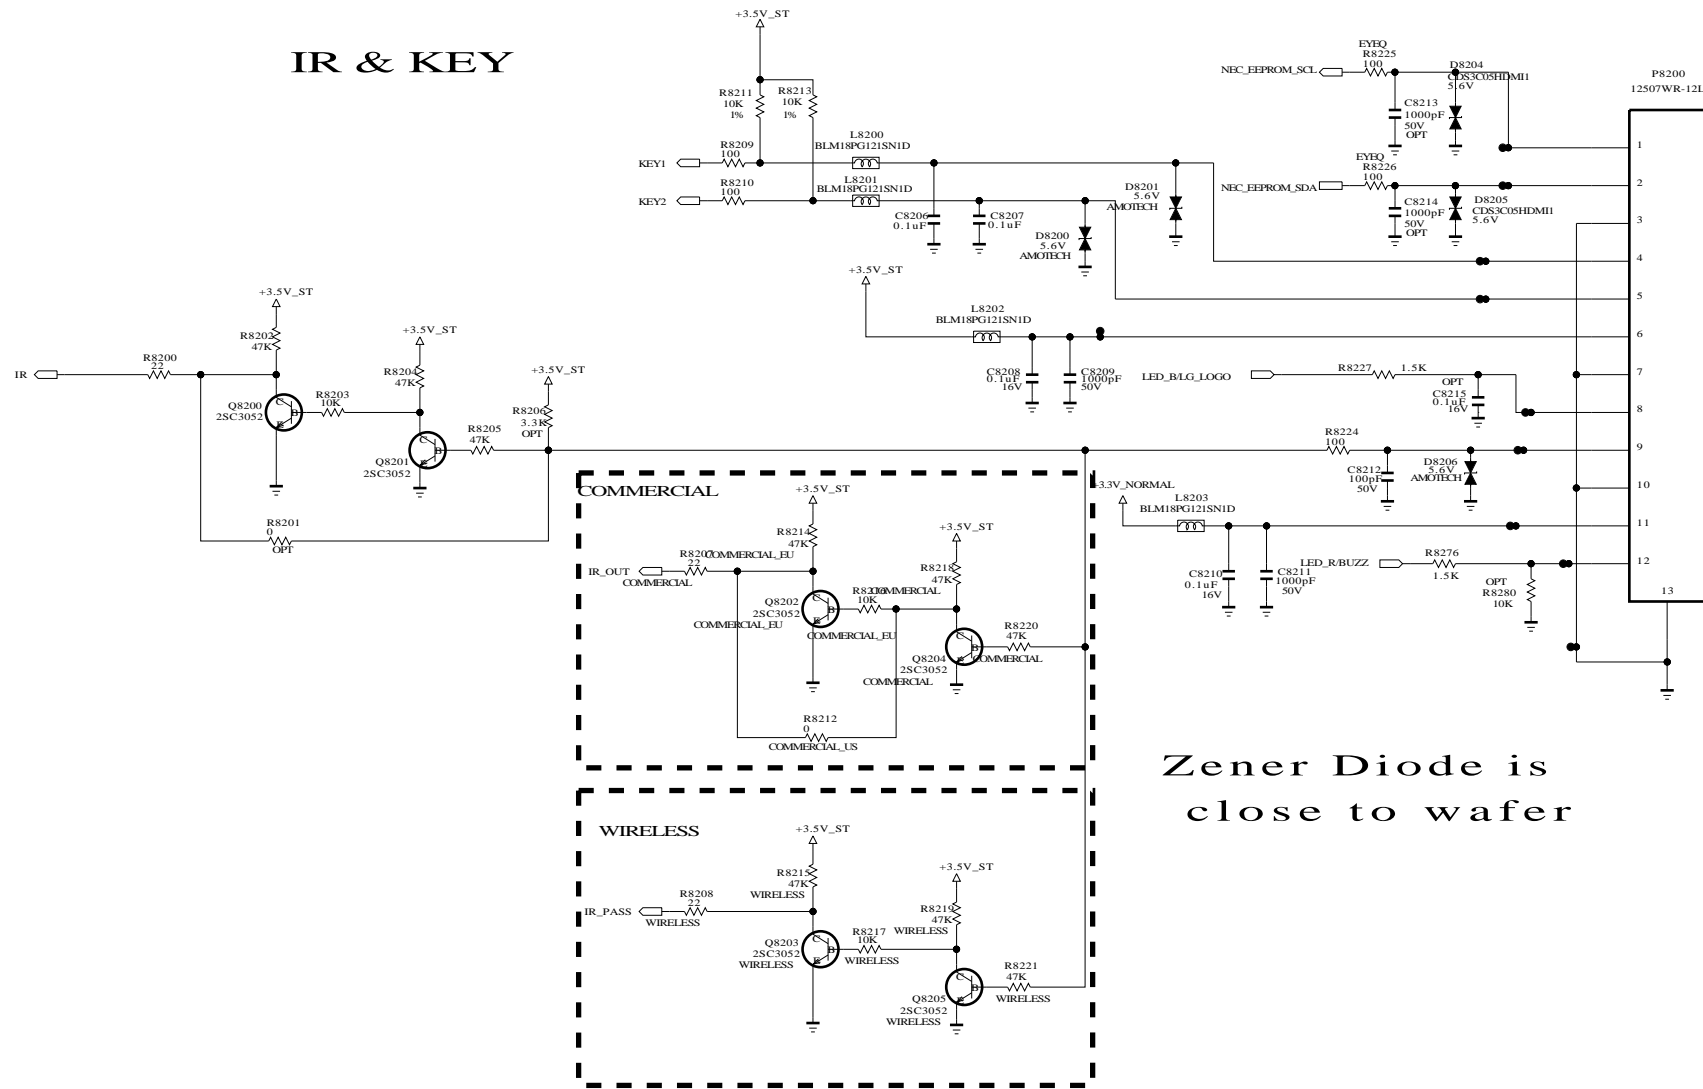 IR & KEY
+3.5V_ST
R8211
10K
1%
R8213
10K
1%
R8209
100
KEY1
R8210
100
KEY2
L8200
BLM18PG121SN1D
L8201
BLM18PG121SN1D
C8206
0.1uF
C8207
0.1uF
D8200
5.6V
AMOTECH
D8201
5.6V
AMOTECH
EYEQ
R8225
100
NEC_EEPROM_SCL
C8213
1000pF
50V
OPT
D8204
CDS3C05HDMI1
5.6V
EYEQ
R8226
100
NEC_EEPROM_SDA
C8214
1000pF
50V
OPT
D8205
CDS3C05HDMI1
5.6V
P8200
12507WR-12L
1
2
3
4
5
6
7
8
9
10
11
12
13
+3.5V_ST
L8202
BLM18PG121SN1D
C8208
0.1uF
16V
C8209
1000pF
50V
LED_B/LG_LOGO
R8227
1.5K
OPT
C8215
0.1uF
16V
R8224
100
C8212
100pF
50V
D8206
5.6V
AMOTECH
+3.3V_NORMAL
L8203
BLM18PG121SN1D
C8210
0.1uF
16V
C8211
1000pF
50V
LED_R/BUZZ
R8276
1.5K
OPT
R8280
10K
+3.5V_ST
R8202
47K
IR
R8200
22
Q8200
2SC3052
C
B
E
R8203
10K
+3.5V_ST
R8204
47K
Q8201
2SC3052
C
B
E
R8205
47K
+3.5V_ST
R8206
3.3K
OPT
R8201
0
OPT
COMMERCIAL
+3.5V_ST
R8214
47K
COMMERCIAL_EU
IR_OUT
R8207
22
COMMERCIAL
Q8202
2SC3052
COMMERCIAL_EU
C
B
E
10K
COMMERCIAL_EU
+3.5V_ST
R8218
47K
COMMERCIAL
Q8204
2SC3052
COMMERCIAL
C
B
E
R8220
47K
COMMERCIAL
R8212
0
COMMERCIAL_US
WIRELESS
+3.5V_ST
R8215
47K
WIRELESS
IR_PASS
R8208
22
WIRELESS
Q8203
2SC3052
WIRELESS
C
B
E
R8217
10K
WIRELESS
+3.5V_ST
R8219
47K
WIRELESS
Q8205
2SC3052
WIRELESS
C
B
E
R8221
47K
WIRELESS
Zener Diode is
close to wafer